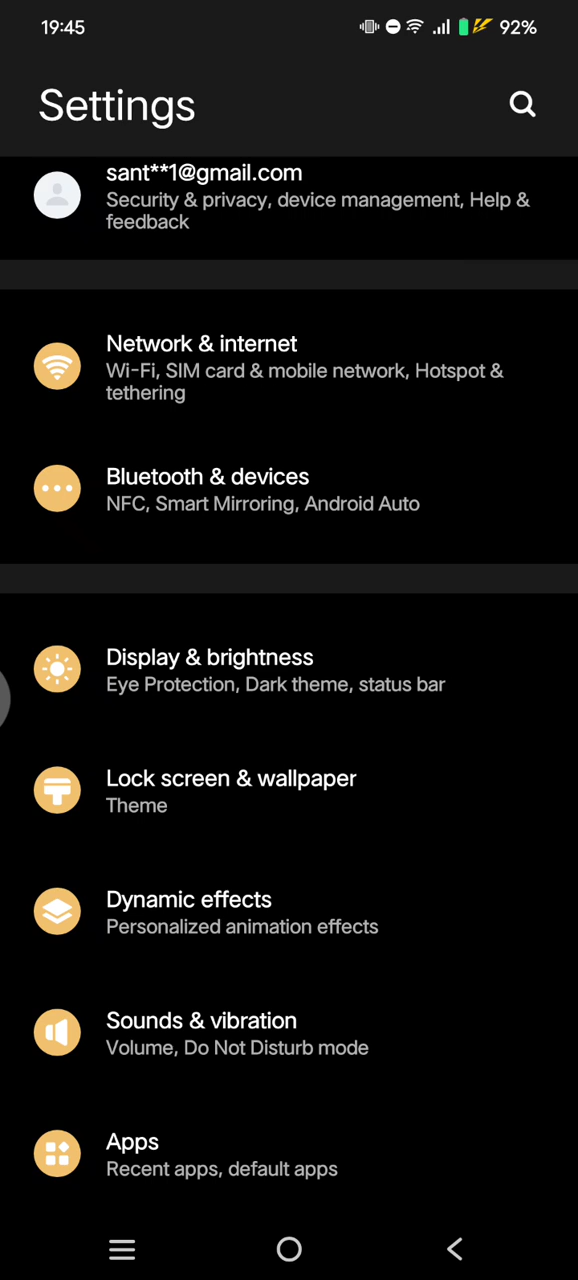 19:45
92%
Settings
sant**1@gmail.com
Security & privacy, device management, Help &
feedback
Network & internet
Wi-Fi, SIM card & mobile network, Hotspot &
tethering
Bluetooth & devices
NFC, Smart Mirroring, Android Auto
Display & brightness
Eye Protection, Dark theme, status bar
Lock screen & wallpaper
Theme
Dynamic effects
Personalized animation effects
Sounds & vibration
Volume, Do Not Disturb mode
Apps
Recent apps, default apps